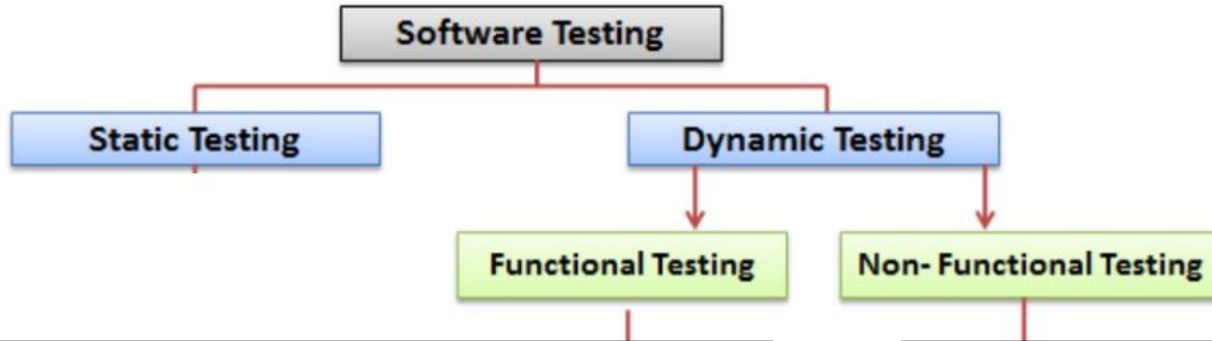 Software Testing
Static Testing
Dynamic Testing
Functional Testing
Non- Functional Testing